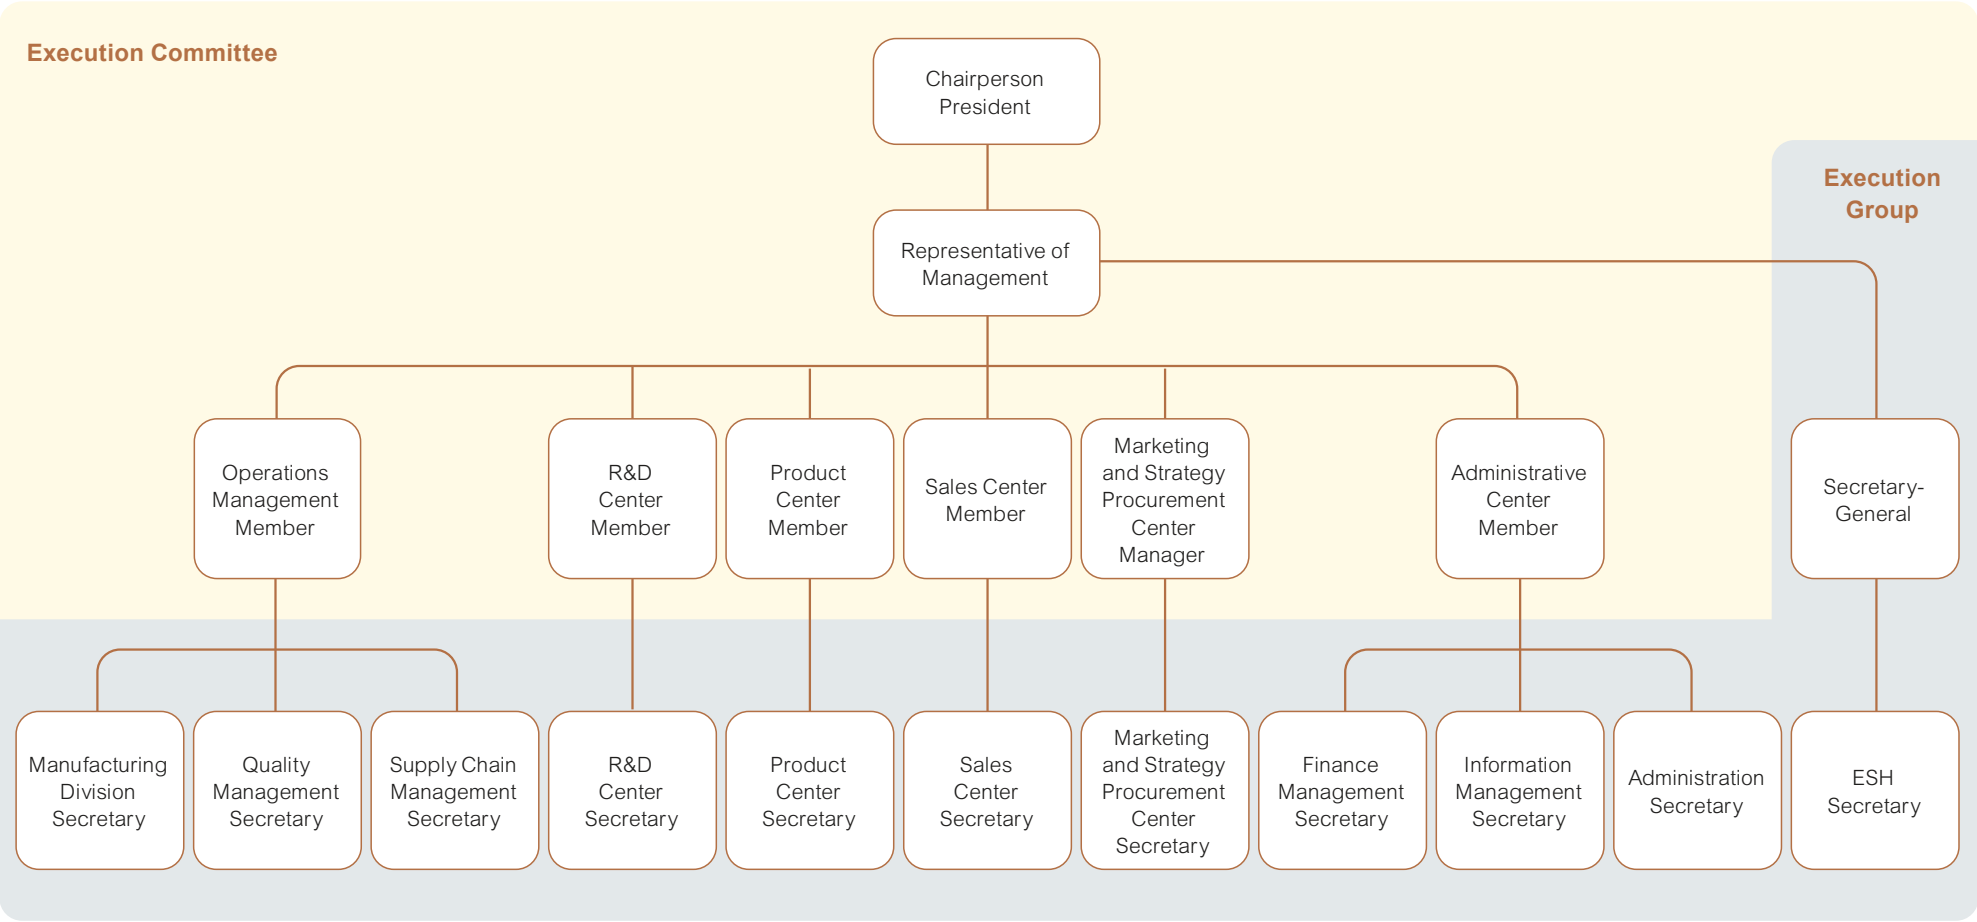 Execution Committee
Chairperson
President
Execution
Group
Representative of
Management
Operations
Management
Member
R&D
Center
Member
Product
Center
Member
Sales Center
Member
Marketing
and Strategy
Procurement
Center
Manager
Administrative
Center
Member
Secretary-
General
Manufacturing
Division
Secretary
Quality
Management
Secretary
Supply Chain
Management
Secretary
R&D
Center
Secretary
Product
Center
Secretary
Sales
Center
Secretary
Marketing
and Strategy
Procurement
Center
Secretary
Finance
Management
Secretary
Information
Management
Secretary
Administration
Secretary
ESH
Secretary